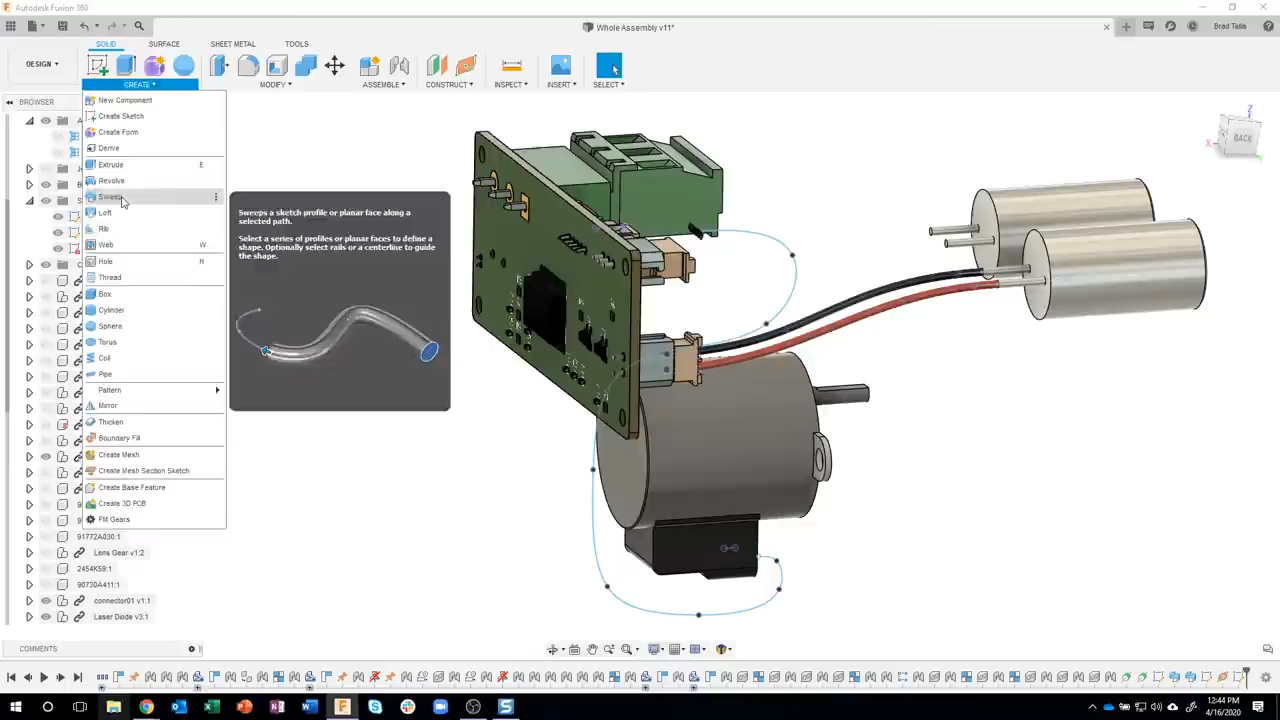 Autodesk Fusion 360
Whole Assembly v11*
Brad Tallis
SOLID
SURFACE
SHEET METAL
TOOLS
DESIGN
CREATE
MODIFY
ASSEMBLE
CONSTRUCT
INSPECT
INSERT
SELECT
BROWSER
New Component
Create Sketch
Create Form
Derive
Extrude E
Revolve
Sweep
Loft
Rib
Web W
Hole H
Thread
Box
Cylinder
Sphere
Torus
Coil
Pipe
Pattern
Mirror
Thicken
Boundary Fill
Create Mesh
Create Mesh Section Sketch
Create Base Feature
Create 3D PCB
FM Gears
Sweeps a sketch profile or planar face along a
selected path.
Select a series of profiles or planar faces to define a
shape. Optionally select rails or a centerline to guide
the shape.
Z
BACK
X
91772A030:1
Lens Gear v1:2
2454K59:1
90730A411:1
connector01 v1:1
Laser Diode v3:1
COMMENTS
12:44 PM
4/16/2020